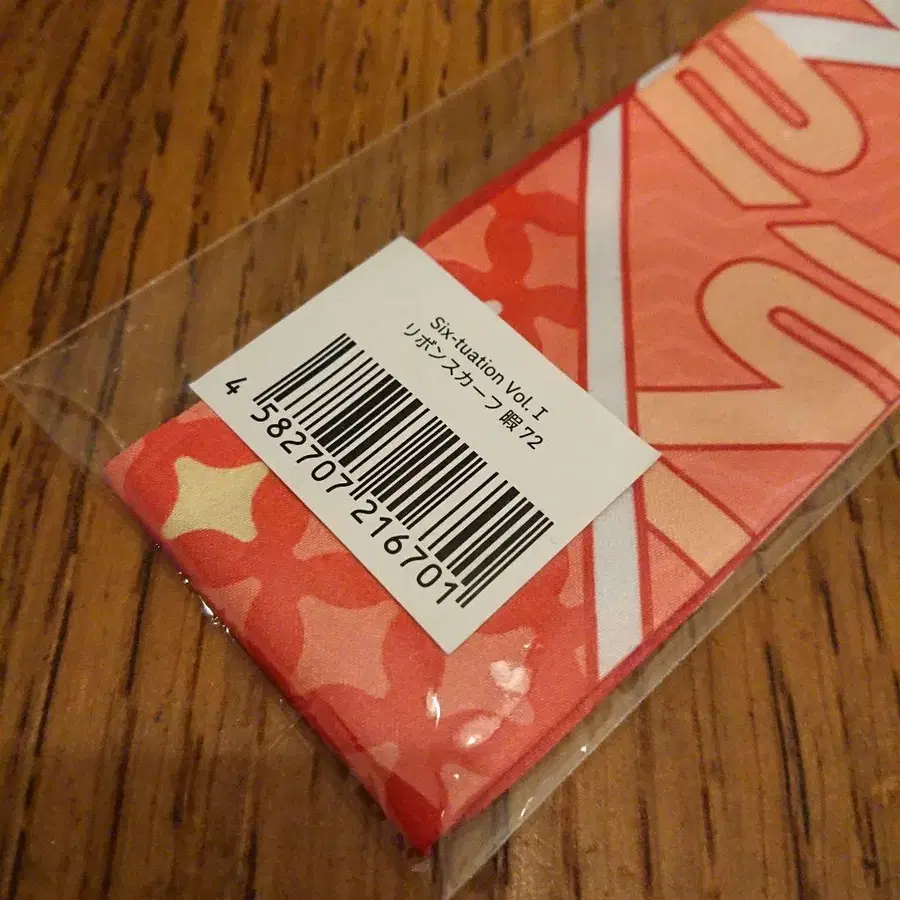 Six-tuation Vol. I
リボンスカーフ 暇72
4 582707 216701